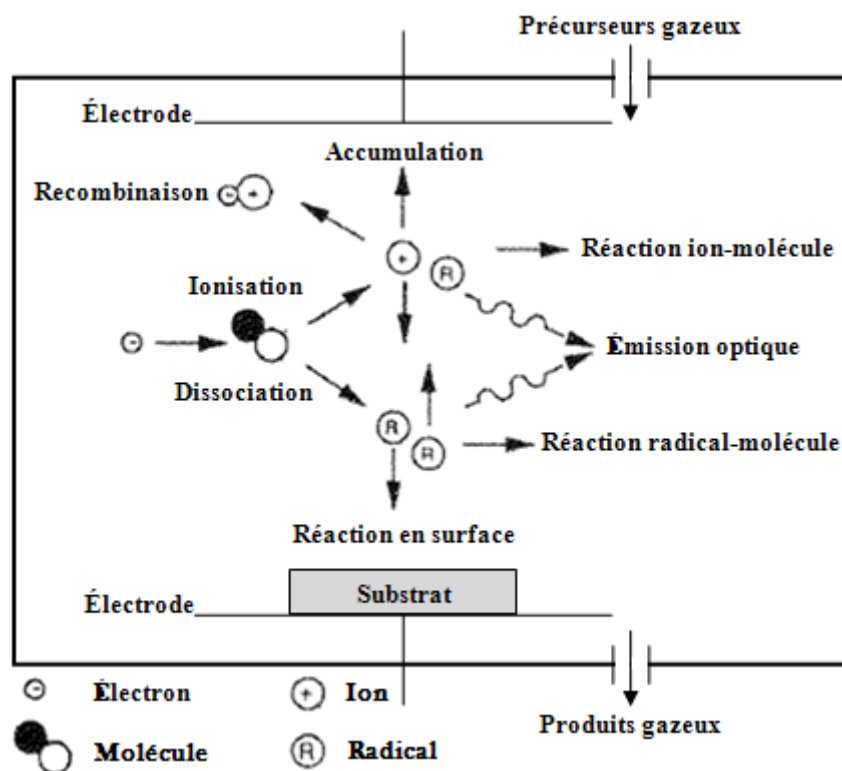 Précurseurs gazeux
Électrode
Accumulation
Recombinaison
- +
Réaction ion-molécule
+
R
Ionisation
-
Émission optique
Dissociation
R
R
Réaction radical-molécule
Réaction en surface
Substrat
Électrode
- Électron
+ Ion
Produits gazeux
Molécule
R Radical